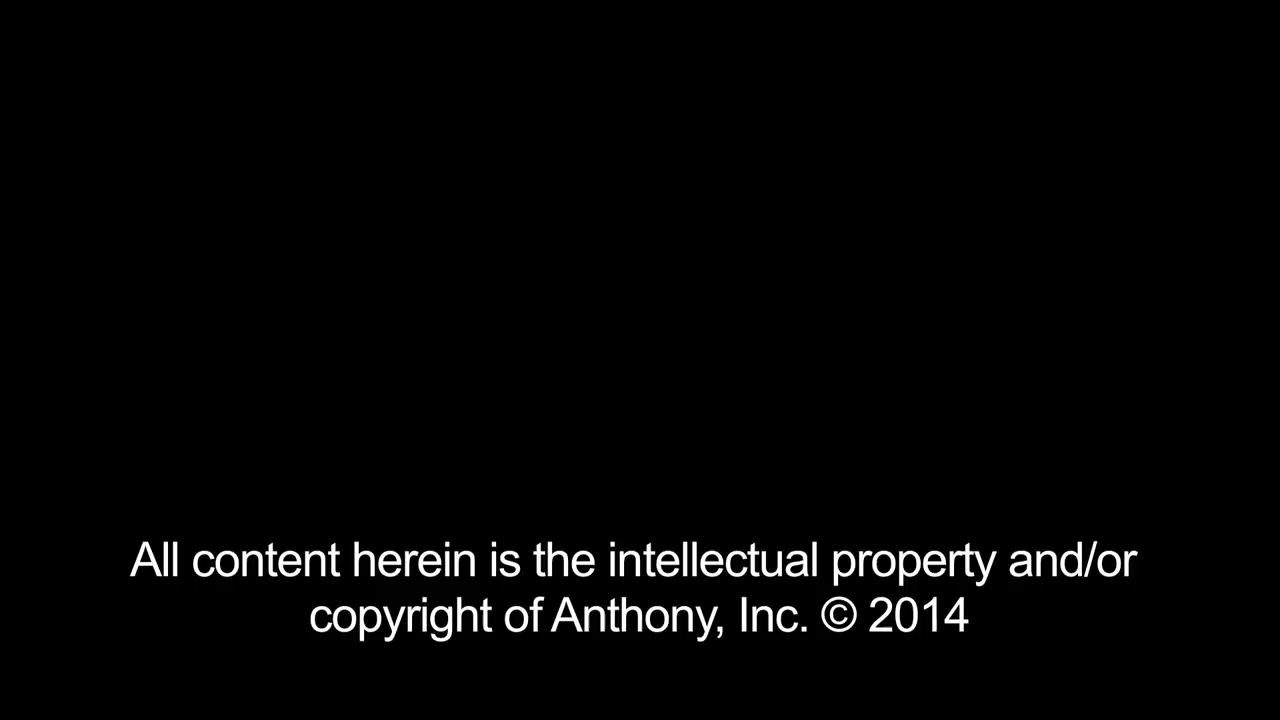 All content herein is the intellectual property and/or
copyright of Anthony, Inc. © 2014